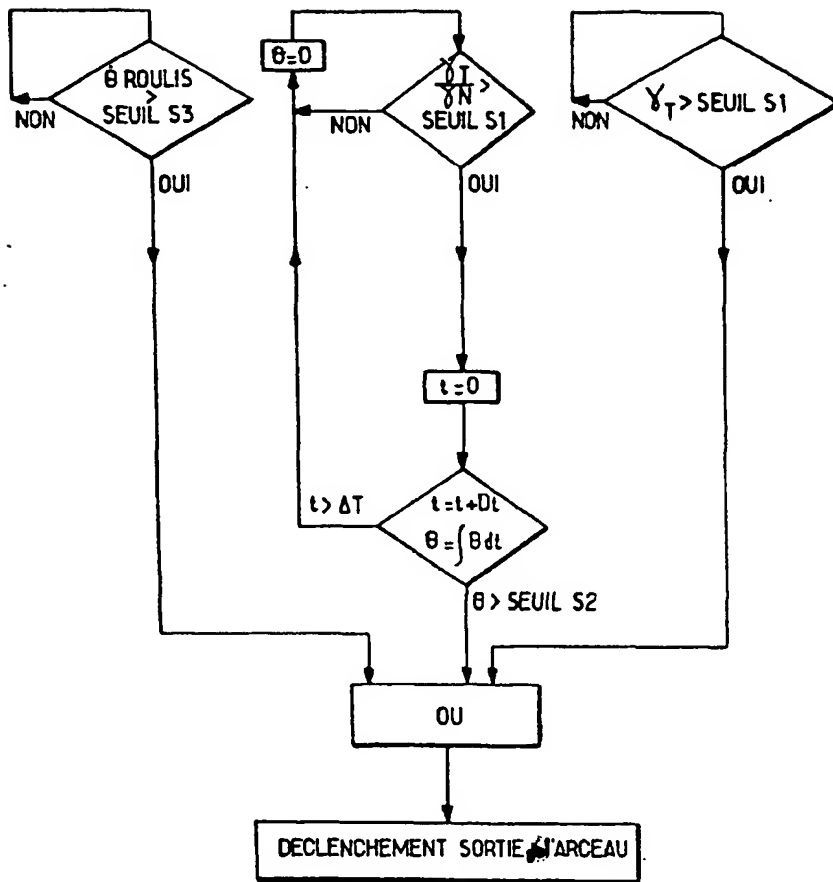 θ̇ ROULIS
>
SEUIL S3
NON
OUI
θ=0
γT
γN >
SEUIL S1
NON
OUI
γT > SEUIL S1
NON
OUI
t=0
t > ΔT
t=t+Dt
θ=∫θdt
θ > SEUIL S2
OU
DECLENCHEMENT SORTIE l'ARCEAU